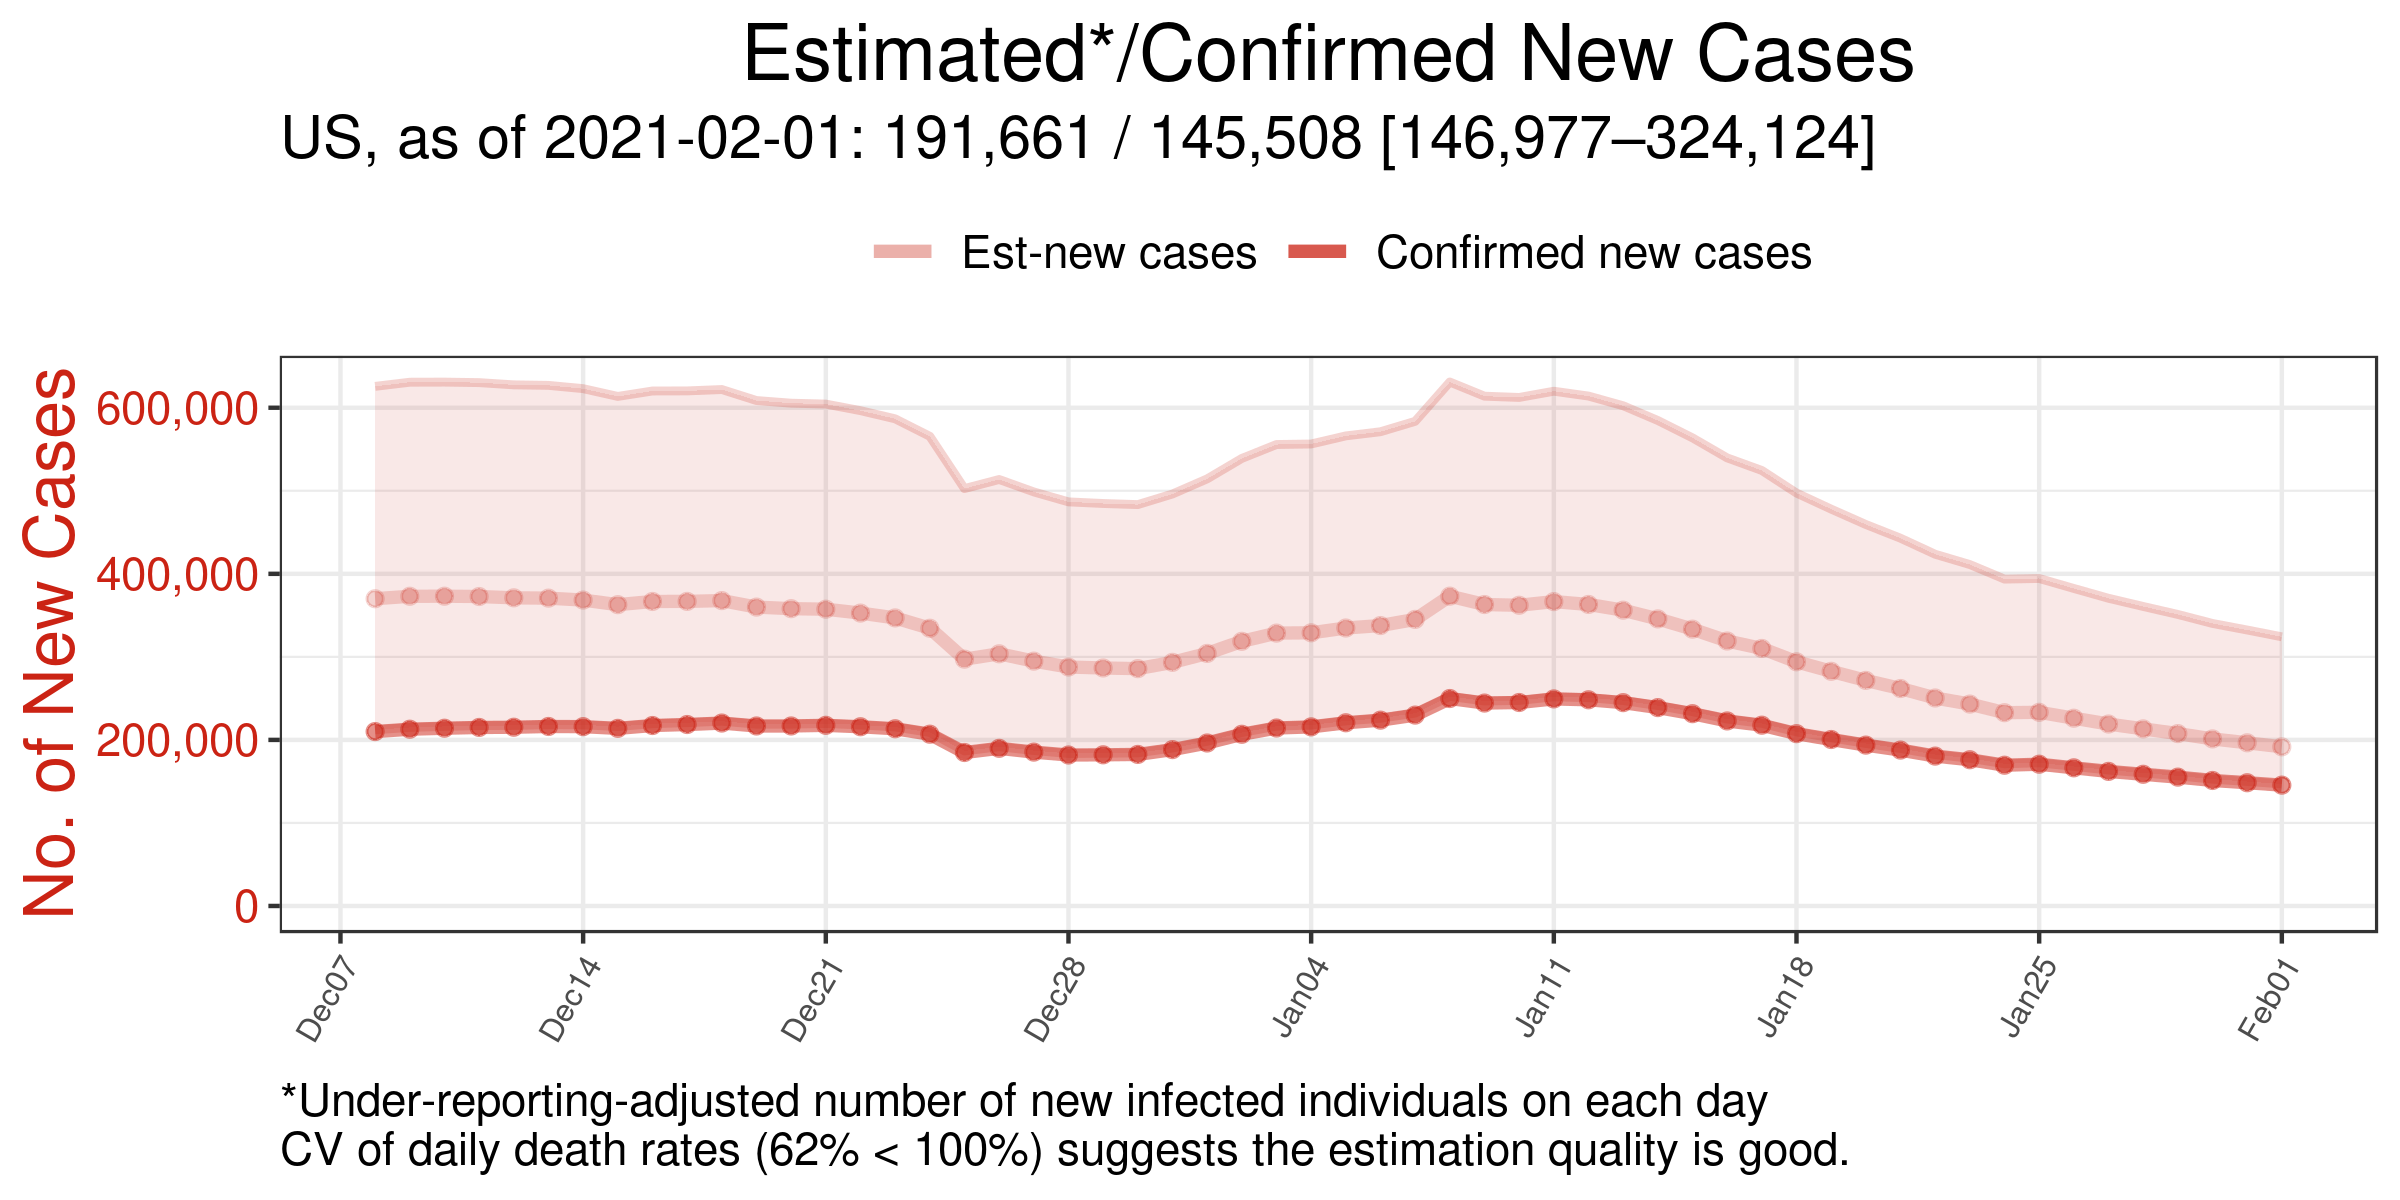 Estimated*/Confirmed New Cases
US, as of 2021-02-01: 191,661 / 145,508 [146,977–324,124]
Est-new cases Confirmed new cases
No. of New Cases
600,000
400,000
200,000
0
Dec07 Dec14 Dec21 Dec28 Jan04 Jan11 Jan18 Jan25 Feb01
*Under-reporting-adjusted number of new infected individuals on each day
CV of daily death rates (62% < 100%) suggests the estimation quality is good.